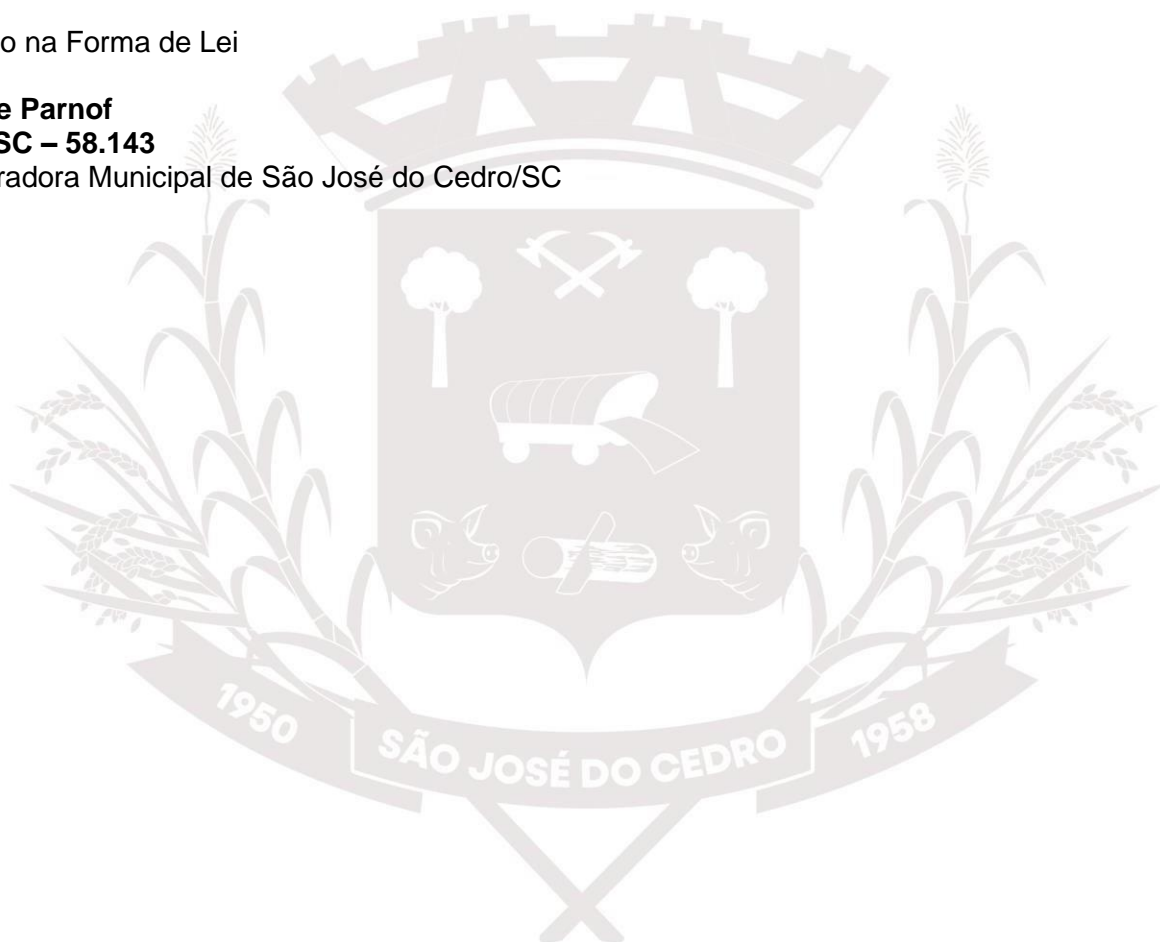 o na Forma de Lei
e Parnof
SC – 58.143
radora Municipal de São José do Cedro/SC
1950
SÃO JOSÉ DO CEDRO
1958